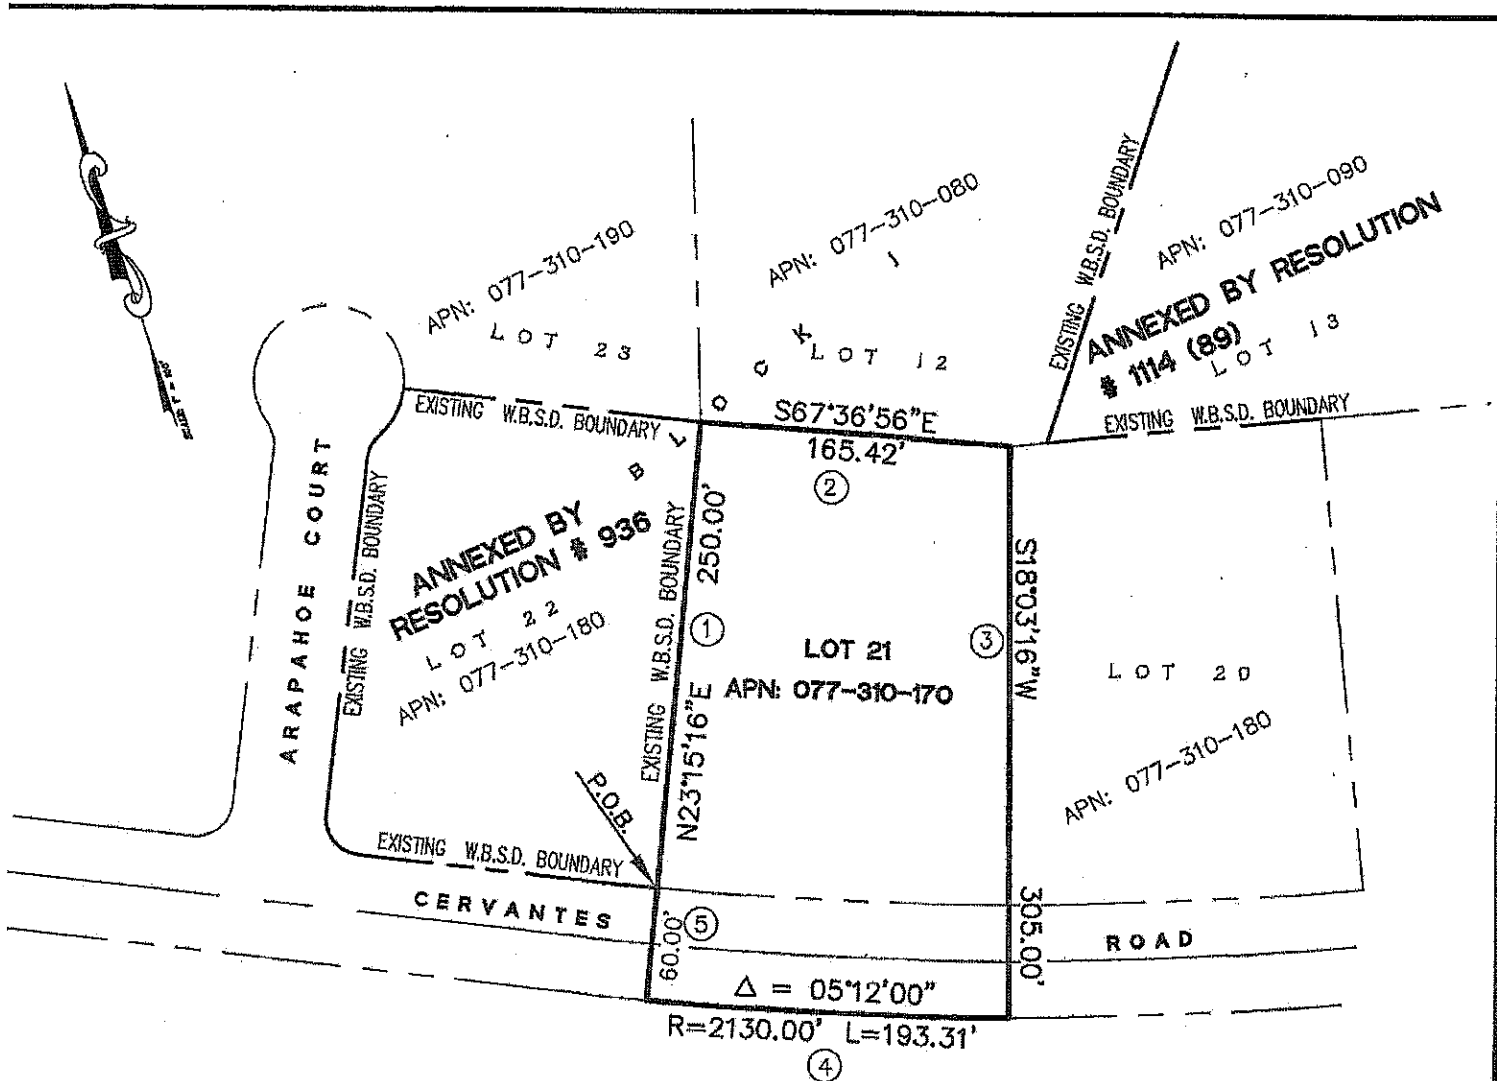 APN: 077-310-190
LOT 23
APN: 077-310-080
LOT 12
APN: 077-310-090
ANNEXED BY RESOLUTION
# 1114 (89)
LOT 13
EXISTING W.B.S.D. BOUNDARY
EXISTING W.B.S.D. BOUNDARY
EXISTING W.B.S.D. BOUNDARY
BLOCK 1
S67°36'56"E
165.42'
2
ARAPAHOE COURT
EXISTING W.B.S.D. BOUNDARY
ANNEXED BY
RESOLUTION # 936
LOT 22
APN: 077-310-180
EXISTING W.B.S.D. BOUNDARY
N23°15'16"E
250.00'
1
LOT 21
APN: 077-310-170
3
S18°03'16"W
305.00'
LOT 20
APN: 077-310-180
P.O.B.
EXISTING W.B.S.D. BOUNDARY
CERVANTES ROAD
60.00'
5
Δ = 05°12'00"
R=2130.00' L=193.31'
4